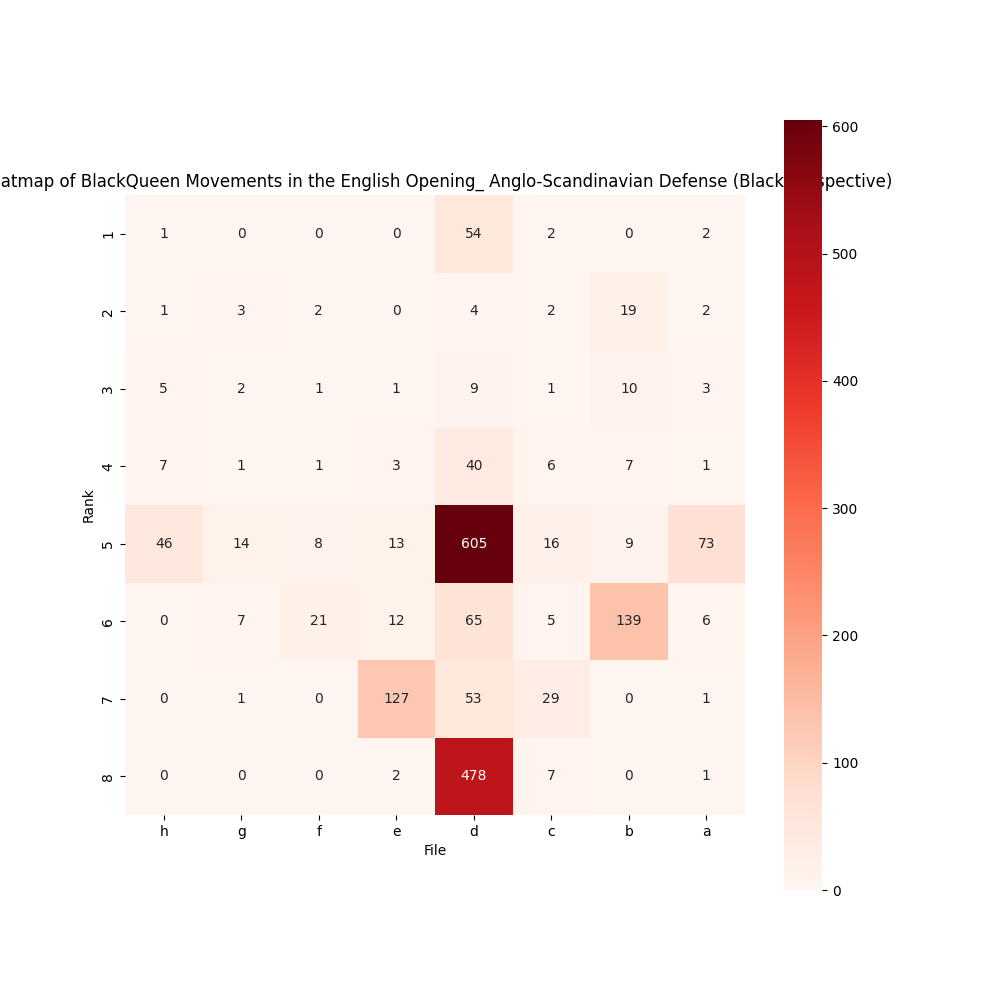 atmap of BlackQueen Movements in the English Opening_ Anglo-Scandinavian Defense (Black Perspective)
600
1 1 0 0 0 54 2 0 2
500
2 1 3 2 0 4 2 19 2
3 5 2 1 1 9 1 10 3
400
4 7 1 1 3 40 6 7 1
Rank
300
5 46 14 8 13 605 16 9 73
6 0 7 21 12 65 5 139 6
200
7 0 1 0 127 53 29 0 1
100
8 0 0 0 2 478 7 0 1
h g f e d c b a
File
0